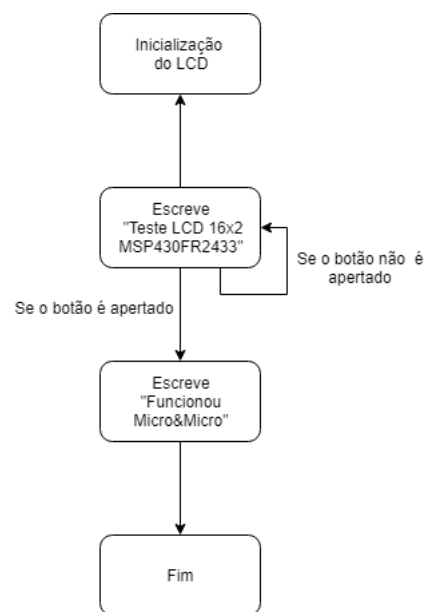 Inicialização
do LCD
Escreve
"Teste LCD 16x2
MSP430FR2433"
Se o botão não é
apertado
Se o botão é apertado
Escreve
"Funcionou
Micro&Micro"
Fim